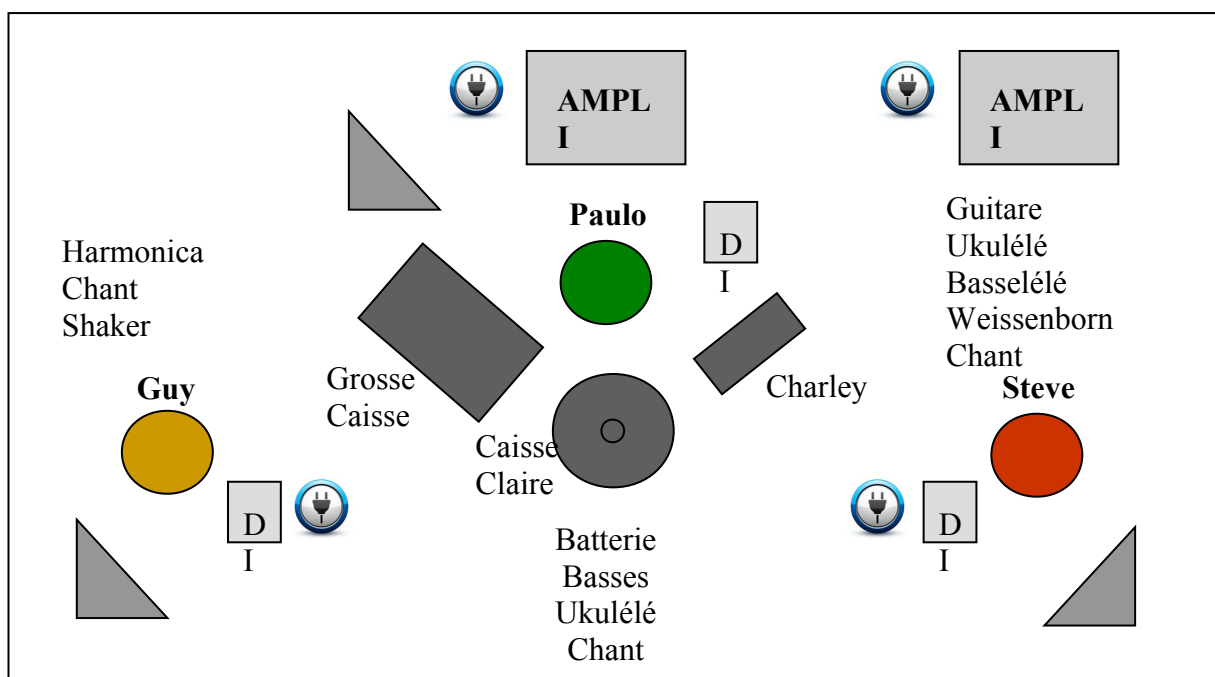 AMPL
I
AMPL
I
Paulo
D
I
Guitare
Ukulélé
Basselélé
Weissenborn
Chant
Harmonica
Chant
Shaker
Grosse
Caisse
Charley
Guy
Steve
Caisse
Claire
D
I
D
I
Batterie
Basses
Ukulélé
Chant